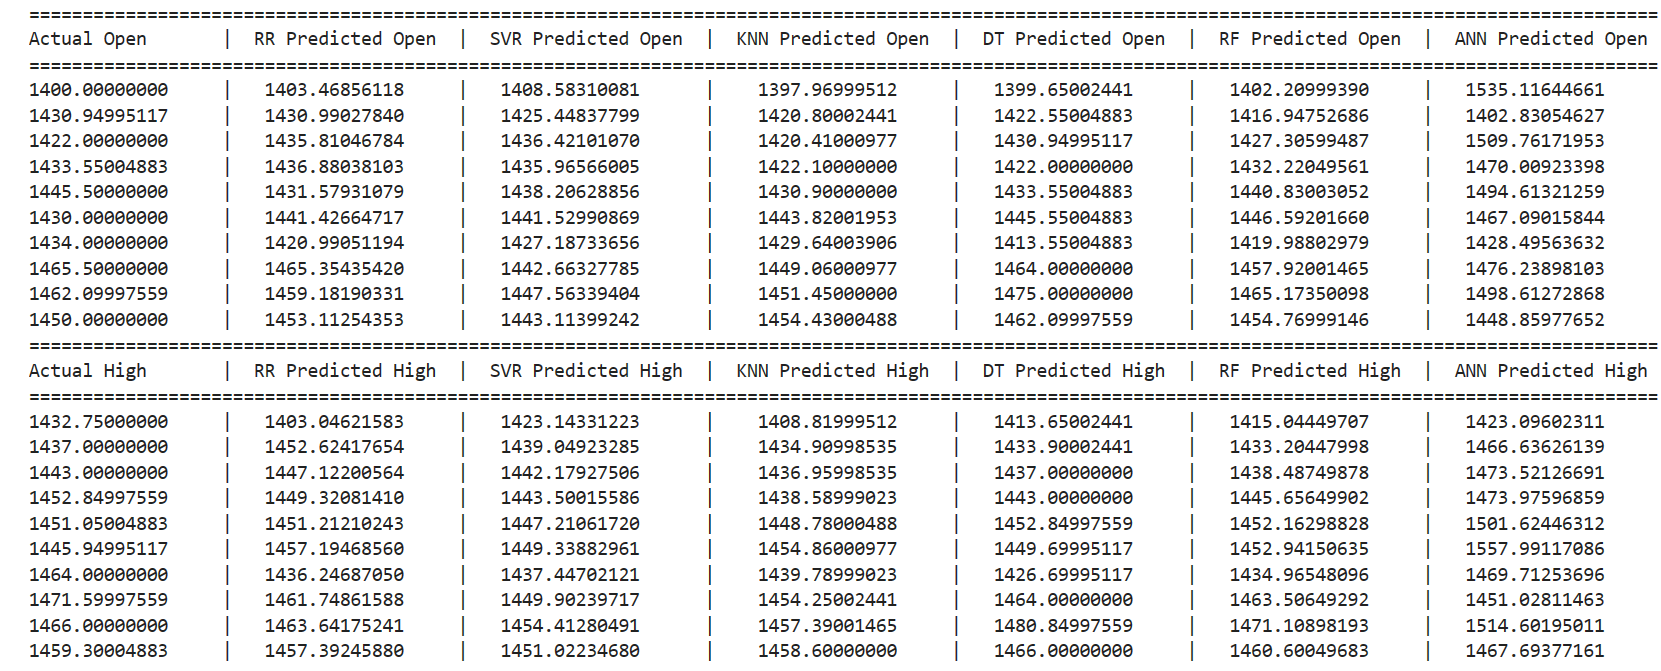 ===========================================================================================================================================================
Actual Open       |  RR Predicted Open  |  SVR Predicted Open  |  KNN Predicted Open  |  DT Predicted Open  |  RF Predicted Open  |  ANN Predicted Open
===========================================================================================================================================================
1400.00000000     |   1403.46856118     |   1408.58310081      |    1397.96999512     |   1399.65002441     |   1402.20999390     |   1535.11644661
1430.94995117     |   1430.99027840     |   1425.44837799      |    1420.80002441     |   1422.55004883     |   1416.94752686     |   1402.83054627
1422.00000000     |   1435.81046784     |   1436.42101070      |    1420.41000977     |   1430.94995117     |   1427.30599487     |   1509.76171953
1433.55004883     |   1436.88038103     |   1435.96566005      |    1422.10000000     |   1422.00000000     |   1432.22049561     |   1470.00923398
1445.50000000     |   1431.57931079     |   1438.20628856      |    1430.90000000     |   1433.55004883     |   1440.83003052     |   1494.61321259
1430.00000000     |   1441.42664717     |   1441.52990869      |    1443.82001953     |   1445.55004883     |   1446.59201660     |   1467.09015844
1434.00000000     |   1420.99051194     |   1427.18733656      |    1429.64003906     |   1413.55004883     |   1419.98802979     |   1428.49563632
1465.50000000     |   1465.35435420     |   1442.66327785      |    1449.06000977     |   1464.00000000     |   1457.92001465     |   1476.23898103
1462.09997559     |   1459.18190331     |   1447.56339404      |    1451.45000000     |   1475.00000000     |   1465.17350098     |   1498.61272868
1450.00000000     |   1453.11254353     |   1443.11399242      |    1454.43000488     |   1462.09997559     |   1454.76999146     |   1448.85977652
===========================================================================================================================================================
Actual High       |  RR Predicted High  |  SVR Predicted High  |  KNN Predicted High  |  DT Predicted High  |  RF Predicted High  |  ANN Predicted High
===========================================================================================================================================================
1432.75000000     |   1403.04621583     |   1423.14331223      |    1408.81999512     |   1413.65002441     |   1415.04449707     |   1423.09602311
1437.00000000     |   1452.62417654     |   1439.04923285      |    1434.90998535     |   1433.90002441     |   1433.20447998     |   1466.63626139
1443.00000000     |   1447.12200564     |   1442.17927506      |    1436.95998535     |   1437.00000000     |   1438.48749878     |   1473.52126691
1452.84997559     |   1449.32081410     |   1443.50015586      |    1438.58999023     |   1443.00000000     |   1445.65649902     |   1473.97596859
1451.05004883     |   1451.21210243     |   1447.21061720      |    1448.78000488     |   1452.84997559     |   1452.16298828     |   1501.62446312
1445.94995117     |   1457.19468560     |   1449.33882961      |    1454.86000977     |   1449.69995117     |   1452.94150635     |   1557.99117086
1464.00000000     |   1436.24687050     |   1437.44702121      |    1439.78999023     |   1426.69995117     |   1434.96548096     |   1469.71253696
1471.59997559     |   1461.74861588     |   1449.90239717      |    1454.25002441     |   1464.00000000     |   1463.50649292     |   1451.02811463
1466.00000000     |   1463.64175241     |   1454.41280491      |    1457.39001465     |   1480.84997559     |   1471.10898193     |   1514.60195011
1459.30004883     |   1457.39245880     |   1451.02234680      |    1458.60000000     |   1466.00000000     |   1460.60049683     |   1467.69377161